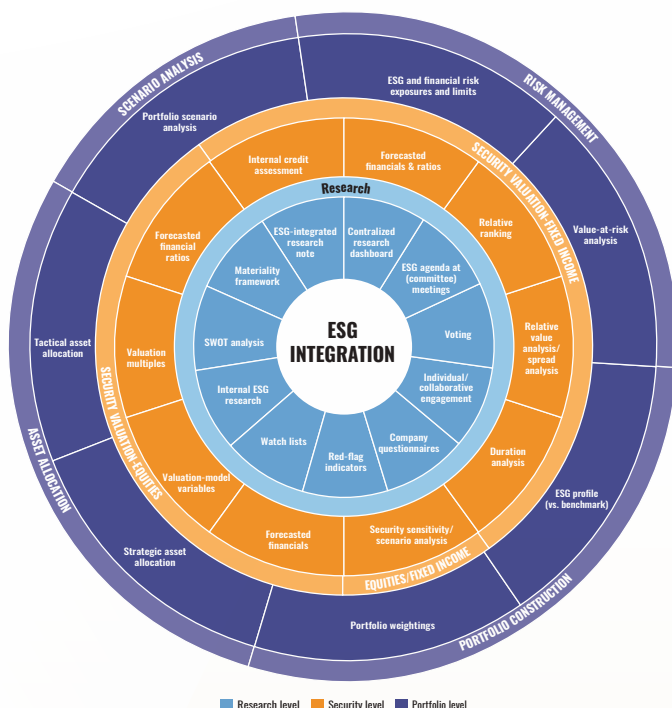 SCENARIO ANALYSIS
RISK MANAGEMENT
PORTFOLIO CONSTRUCTION
ASSET ALLOCATION
ESG and financial risk
exposures and limits
Value-at-risk
analysis
ESG profile
(vs. benchmark)
Portfolio weightings
Strategic asset
allocation
Tactical asset
allocation
Portfolio scenario
analysis
SECURITY VALUATION-FIXED INCOME
EQUITIES/FIXED INCOME
SECURITY VALUATION-EQUITIES
Internal credit
assessment
Forecasted
financials & ratios
Relative
ranking
Relative
value
analysis/
spread
analysis
Duration
analysis
Security sensitivity/
scenario analysis
Forecasted
financials
Valuation-model
variables
Valuation
multiples
Forecasted
financial
ratios
Research
ESG-integrated
research
note
Contralized
research
dashboard
ESG agenda at
(committee)
meetings
Voting
Individual/
collaborative
engagement
Company
questionnaires
Red-flag
indicators
Watch lists
Internal ESG
research
SWOT analysis
Materiality
framework
ESG
INTEGRATION
Research level
Security level
Portfolio level